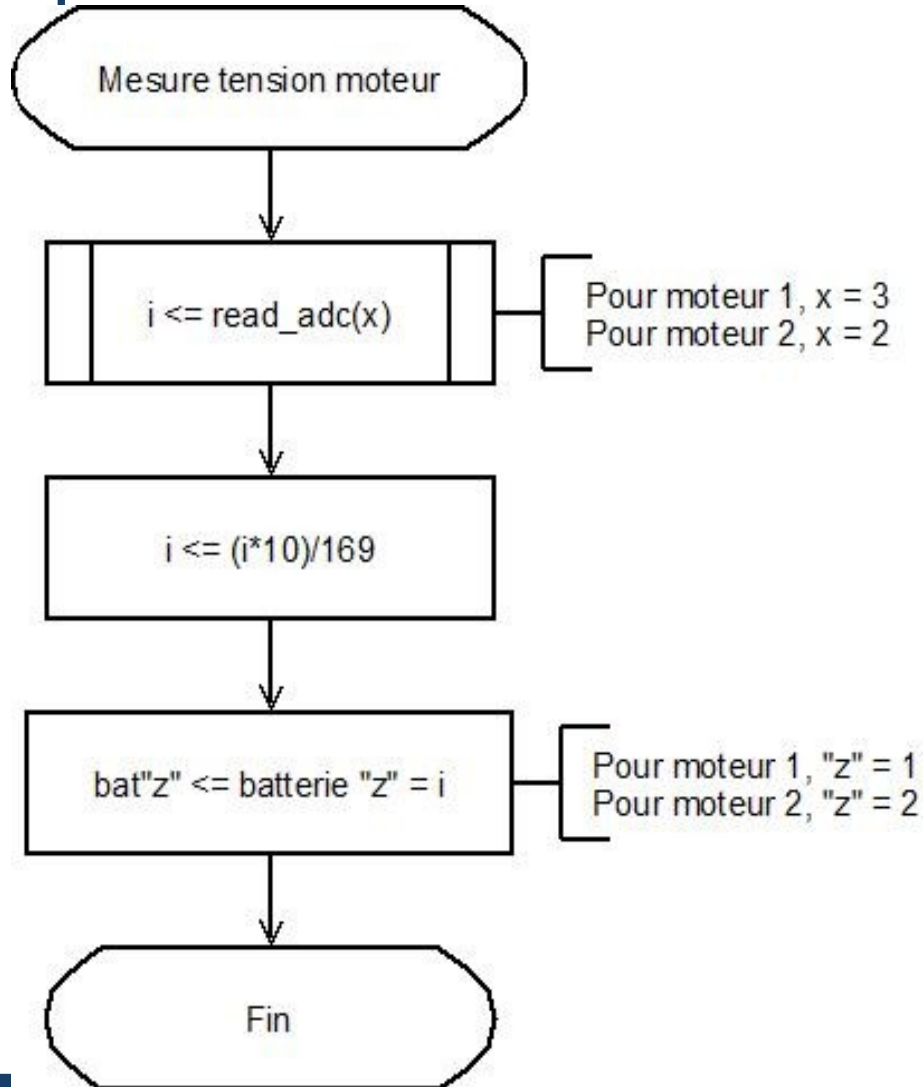 Mesure tension moteur
i <= read_adc(x)
Pour moteur 1, x = 3
Pour moteur 2, x = 2
i <= (i*10)/169
bat"z" <= batterie "z" = i
Pour moteur 1, "z" = 1
Pour moteur 2, "z" = 2
Fin